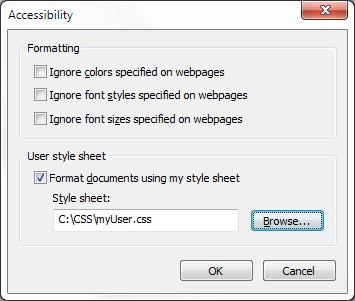 Accessibility
Formatting
Ignore colors specified on webpages
Ignore font styles specified on webpages
Ignore font sizes specified on webpages
User style sheet
Format documents using my style sheet
Style sheet:
C:\CSS\myUser.css
Browse...
OK
Cancel